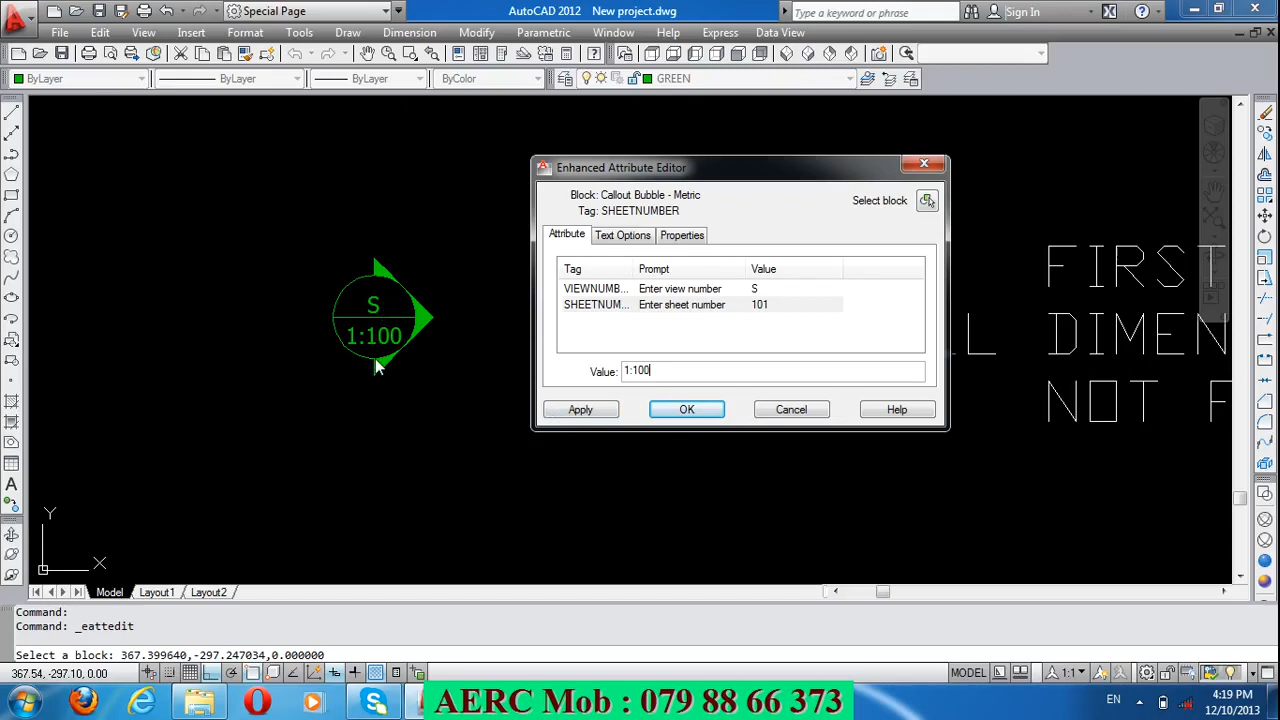 Special Page
AutoCAD 2012 New project.dwg
Type a keyword or phrase
Sign In
File Edit View Insert Format Tools Draw Dimension Modify Parametric Window Help Express Data View
ByLayer
ByLayer
ByLayer
ByColor
GREEN
Enhanced Attribute Editor
Block: Callout Bubble - Metric
Tag: SHEETNUMBER
Select block
Attribute Text Options Properties
Tag Prompt Value
VIEWNUMB... Enter view number S
SHEETNUM... Enter sheet number 101
Value: 1:100
Apply OK Cancel Help
S
1:100
FIRST
L DIMEN
NOT F
Y
X
Model Layout1 Layout2
Command:
Command: _eattedit
Select a block: 367.399640,-297.247034,0.000000
367.54, -297.10, 0.00
MODEL
1:1
AERC Mob : 079 88 66 373
EN
4:19 PM
12/10/2013